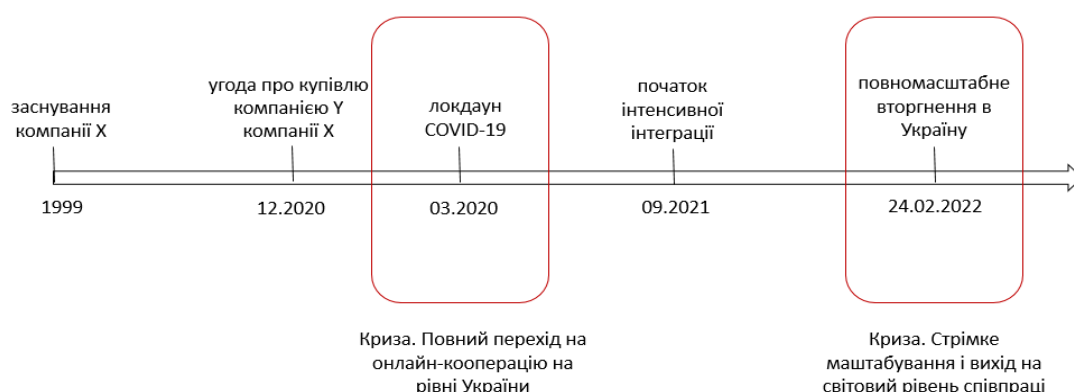 заснування
компанії X
угода про купівлю
компанією Y
компанії X
локдаун
COVID-19
початок
інтенсивної
інтеграції
повномасштабне
вторгнення в
Україну
1999
12.2020
03.2020
09.2021
24.02.2022
Криза. Повний перехід на
онлайн-кооперацію на
рівні України
Криза. Стрімке
маштабування і вихід на
світовий рівень співпраці